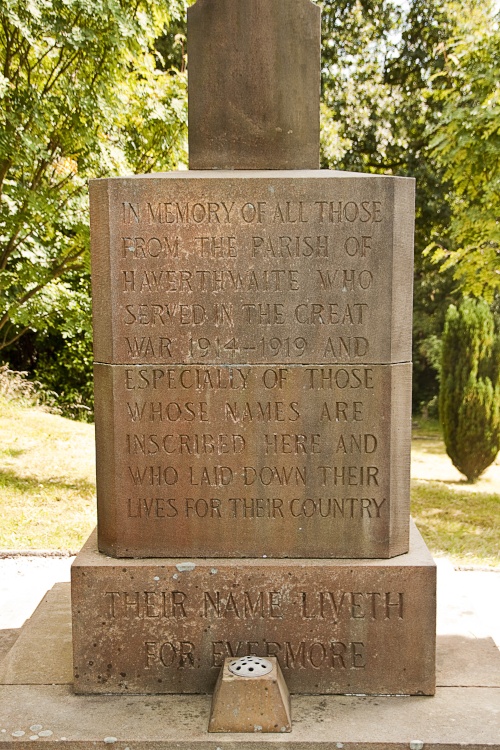 IN MEMORY OF ALL THOSE
FROM THE PARISH OF
HAVERTHWAITE WHO
SERVED IN THE GREAT
WAR 1914-1919 AND
ESPECIALLY OF THOSE
WHOSE NAMES ARE
INSCRIBED HERE AND
WHO LAID DOWN THEIR
LIVES FOR THEIR COUNTRY
THEIR NAME LIVETH
FOR EVERMORE